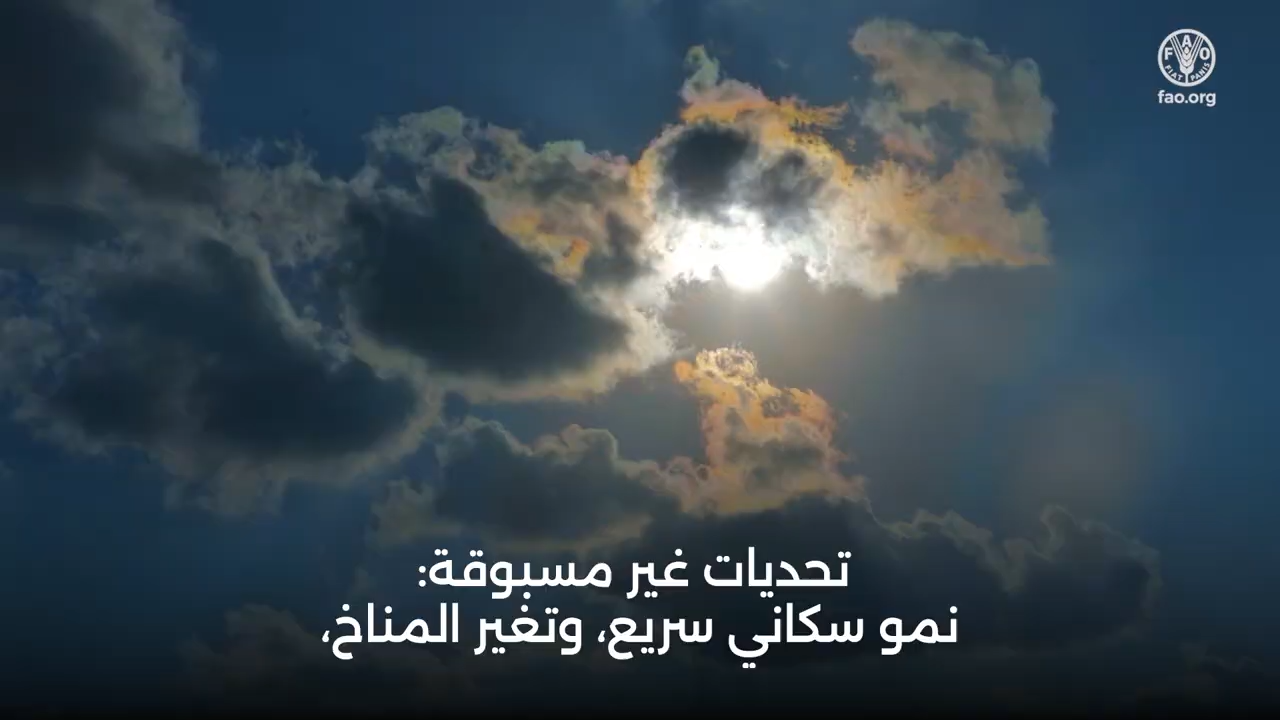 FAO
FIAT PANIS
fao.org
تحديات غير مسبوقة:
نمو سكاني سريع، وتغير المناخ،